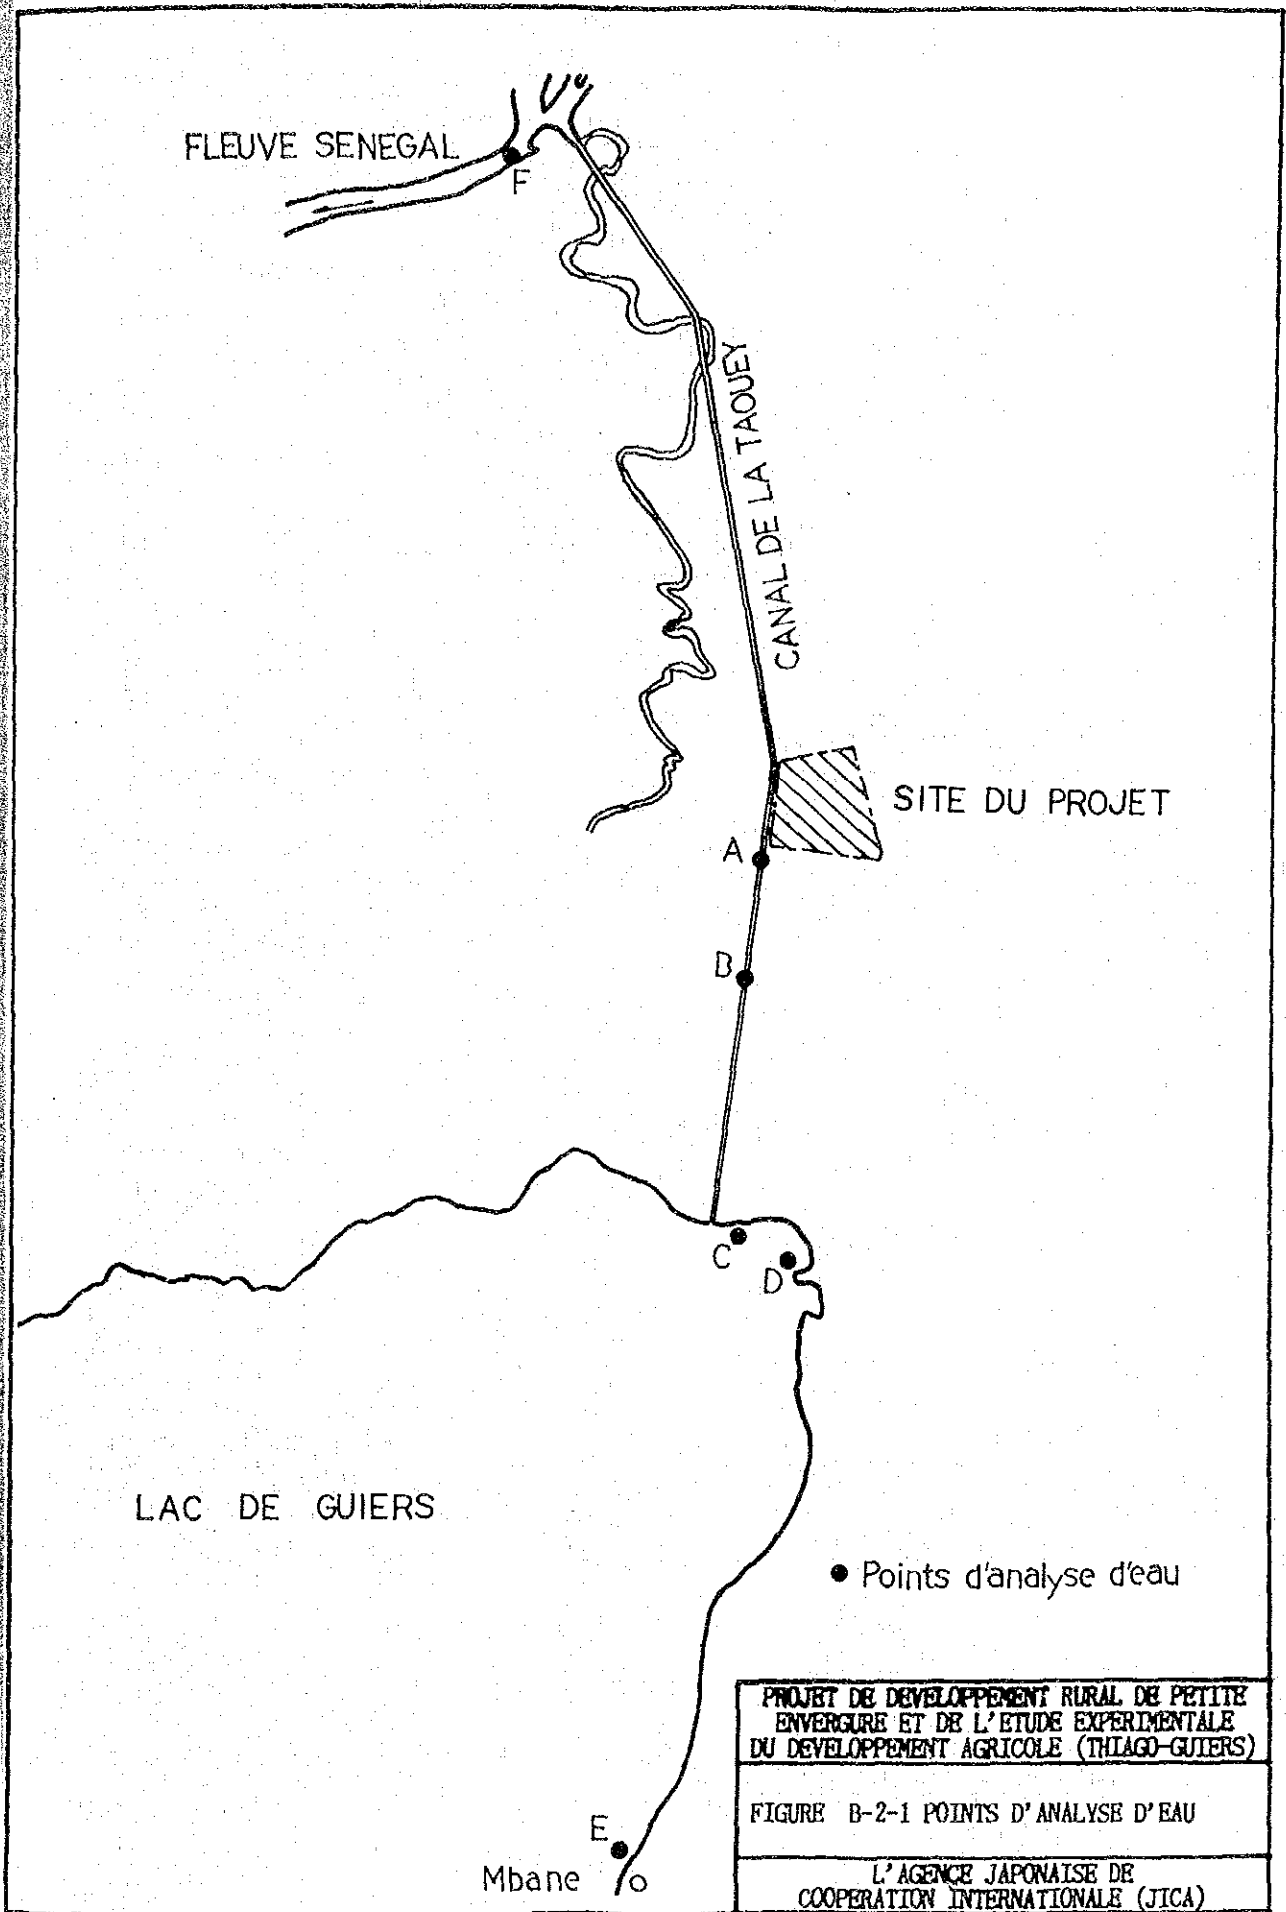 FLEUVE SENEGAL
F
CANAL DE LA TAOUEY
SITE DU PROJET
A
B
C
D
LAC DE GUIERS
● Points d'analyse d'eau
E
Mbane
PROJET DE DEVELOPPEMENT RURAL DE PETITE
ENVERGURE ET DE L'ETUDE EXPERIMENTALE
DU DEVELOPPEMENT AGRICOLE (THIAGO-GUIERS)
FIGURE B-2-1 POINTS D'ANALYSE D'EAU
L'AGENCE JAPONAISE DE
COOPERATION INTERNATIONALE (JICA)